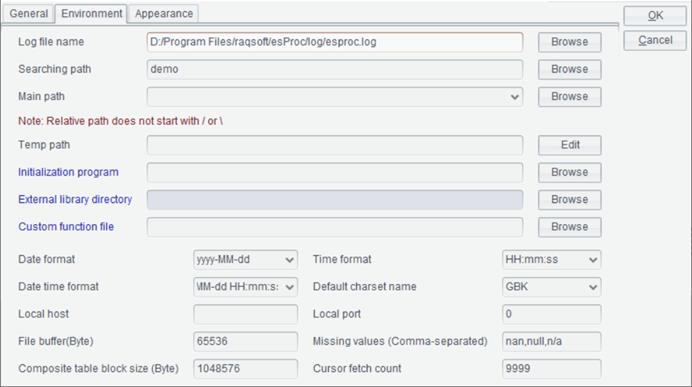 General Environment Appearance
OK
Log file name D:/Program Files/raqsoft/esProc/log/esproc.log Browse
Cancel
Searching path demo Browse
Main path Browse
Note: Relative path does not start with / or \
Temp path Edit
Initialization program Browse
External library directory Browse
Custom function file Browse
Date format yyyy-MM-dd Time format HH:mm:ss
Date time format MM-dd HH:mm:s Default charset name GBK
Local host Local port 0
File buffer(Byte) 65536 Missing values (Comma-separated) nan,null,n/a
Composite table block size (Byte) 1048576 Cursor fetch count 9999